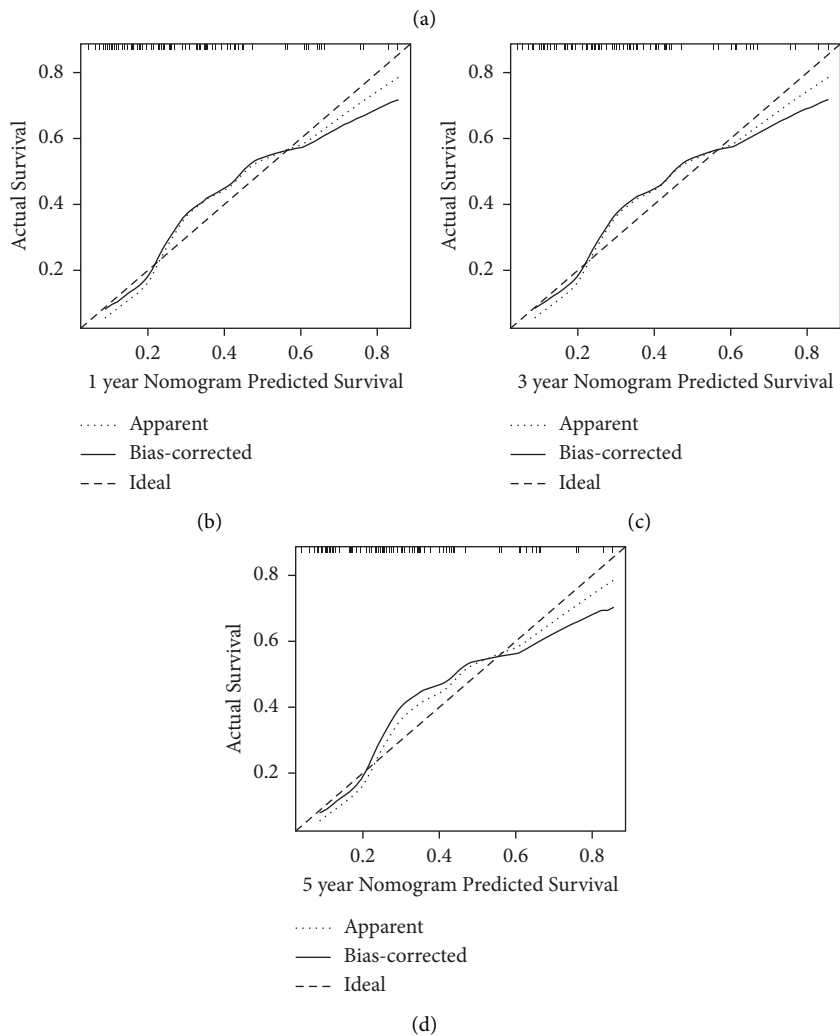 (a)
0.8
0.6
0.4
0.2
Actual Survival
0.2 0.4 0.6 0.8
1 year Nomogram Predicted Survival
Apparent
Bias-corrected
Ideal
(b)
0.8
0.6
0.4
0.2
Actual Survival
0.2 0.4 0.6 0.8
3 year Nomogram Predicted Survival
Apparent
Bias-corrected
Ideal
(c)
0.8
0.6
0.4
0.2
Actual Survival
0.2 0.4 0.6 0.8
5 year Nomogram Predicted Survival
Apparent
Bias-corrected
Ideal
(d)